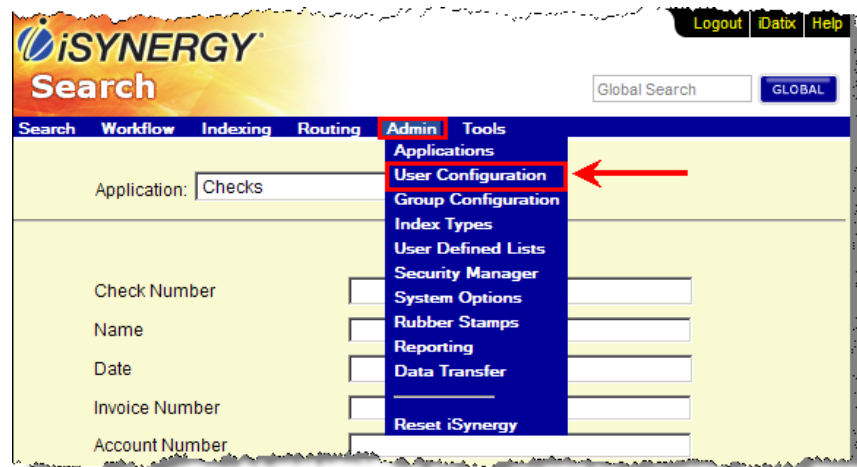 Logout iDatix Help
iSYNERGY
Search
Global Search GLOBAL
Search Workflow Indexing Routing Admin Tools
Applications
User Configuration
Group Configuration
Index Types
User Defined Lists
Security Manager
System Options
Rubber Stamps
Reporting
Data Transfer
Reset iSynergy
Application: Checks
Check Number
Name
Date
Invoice Number
Account Number